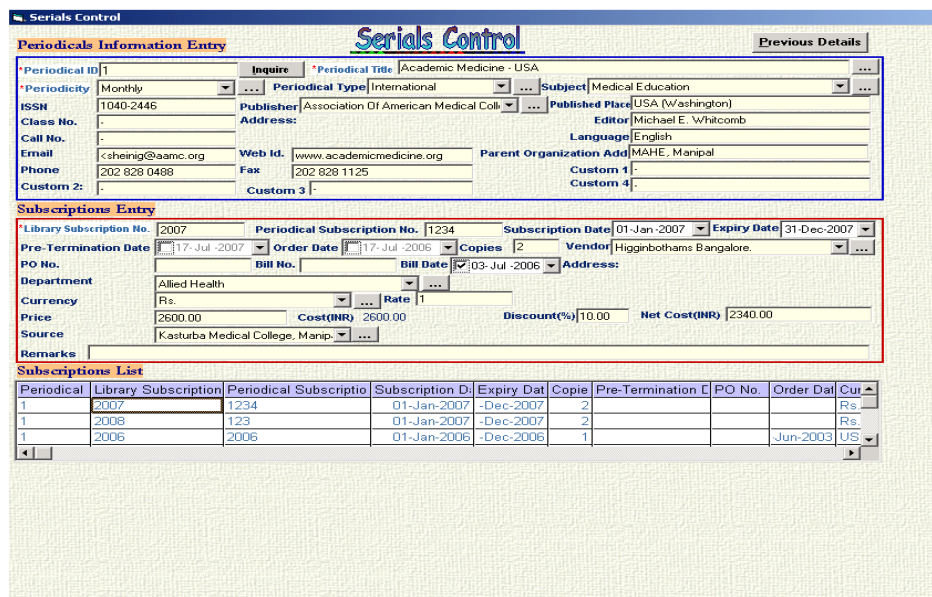 Serials Control
Serials Control
Periodicals Information Entry
Previous Details
*Periodical ID 1 Inquire *Periodical Title Academic Medicine - USA ...
*Periodicity Monthly ... Periodical Type International ... Subject Medical Education ...
ISSN 1040-2446 Publisher Association Of American Medical Coll ... Published Place USA (Washington)
Class No. - Address: Editor Michael E. Whitcomb
Call No. - Language English
Email <sheinig@aamc.org Web Id. www.academicmedicine.org Parent Organization Add MAHE, Manipal
Phone 202 828 0488 Fax 202 828 1125 Custom 1 -
Custom 2: - Custom 3 - Custom 4 -
Subscriptions Entry
*Library Subscription No. 2007 Periodical Subscription No. 1234 Subscription Date 01-Jan-2007 Expiry Date 31-Dec-2007
Pre-Termination Date 17-Jul-2007 Order Date 17-Jul-2006 Copies 2 Vendor Higginbothams Bangalore. ...
PO No. Bill No. Bill Date 03-Jul-2006 Address:
Department Allied Health ...
Currency Rs. ... Rate 1
Price 2600.00 Cost(INR) 2600.00 Discount(%) 10.00 Net Cost(INR) 2340.00
Source Kasturba Medical College, Manip. ...
Remarks
Subscriptions List
Periodical Library Subscription Periodical Subscriptio Subscription D Expiry Dat Copie Pre-Termination D PO No. Order Dat Cur
1 2007 1234 01-Jan-2007 -Dec-2007 2 Rs.
1 2008 123 01-Jan-2007 -Dec-2007 2 Rs.
1 2006 2006 01-Jan-2006 -Dec-2006 1 -Jun-2003 US